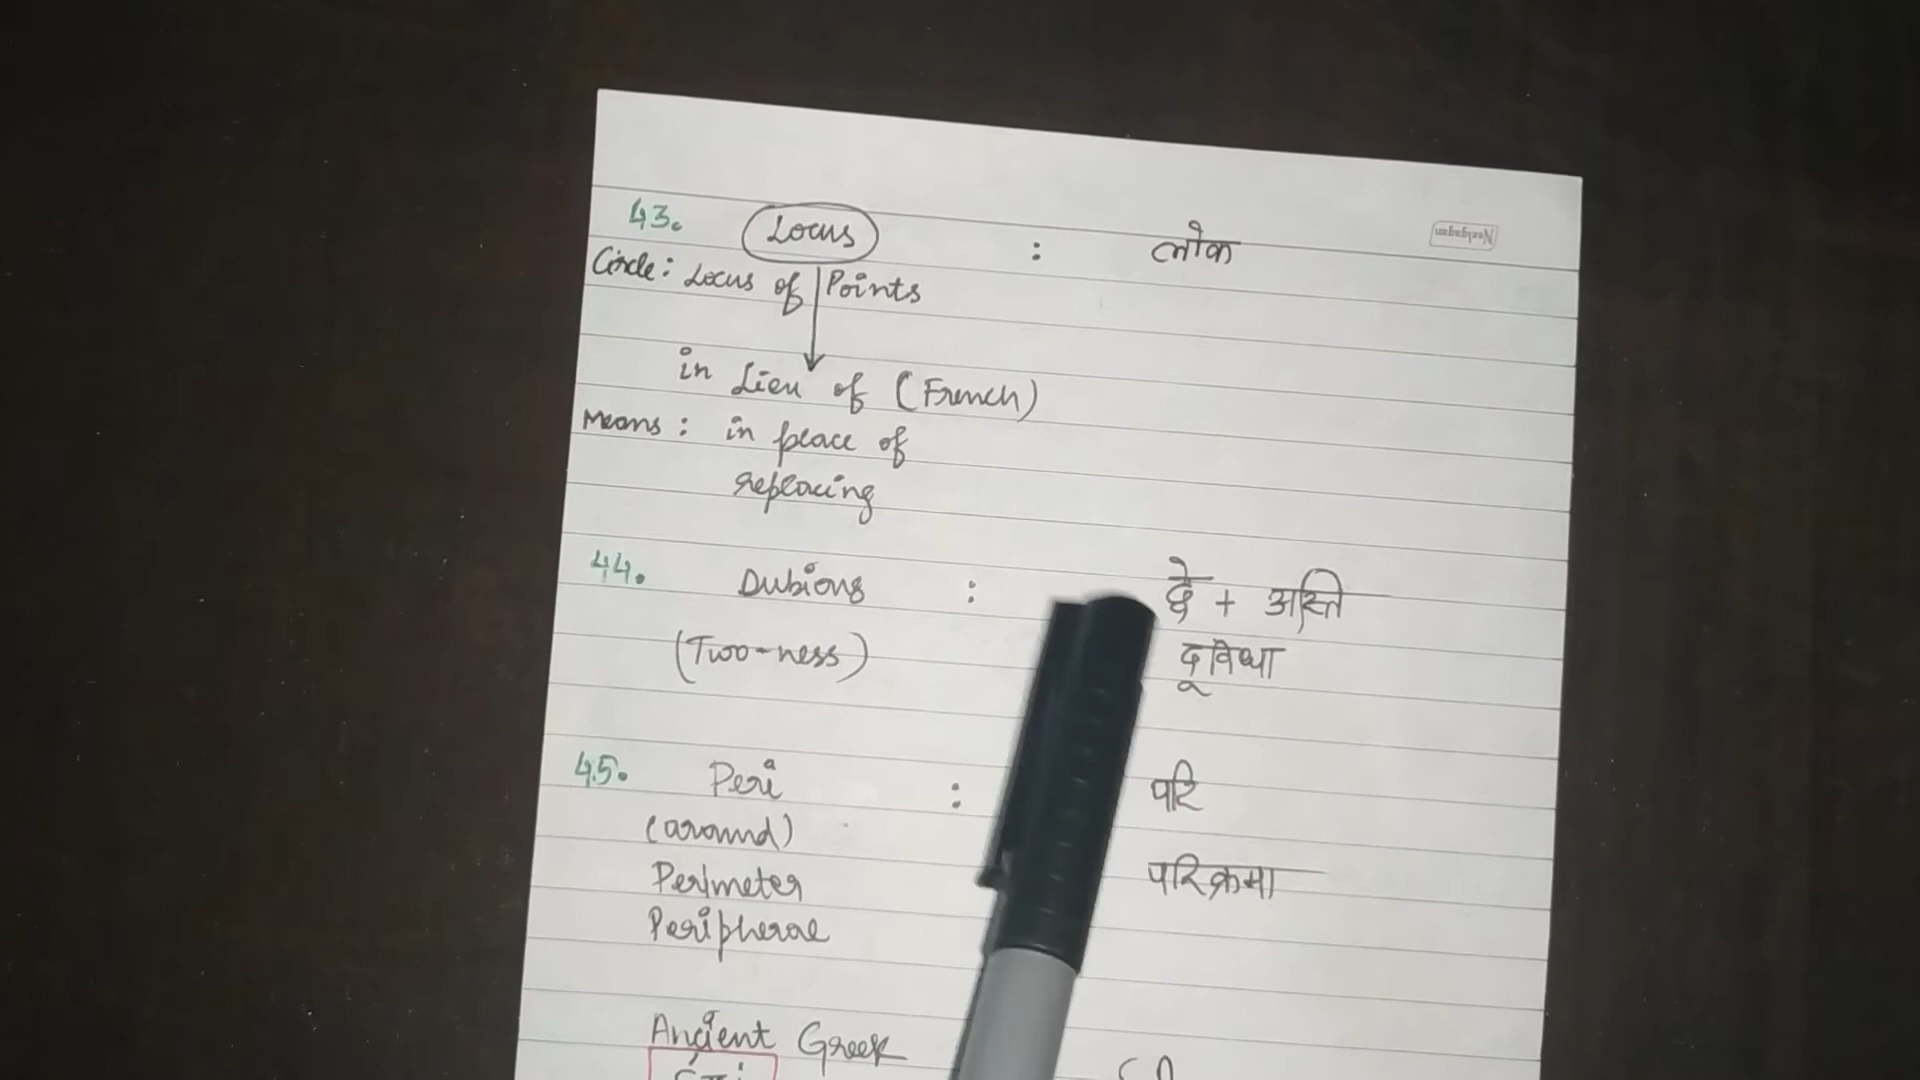 43. Locus : लोक
Neelgagan
Circle: Locus of Points
in Lieu of (French)
Means: in place of
replacing
44. Dubious : द्वे + अस्ति
(Two-ness) दूविधा
45. Peri : परि
(around)
Perimeter परिक्रमा
Peripheral
Ancient Greek